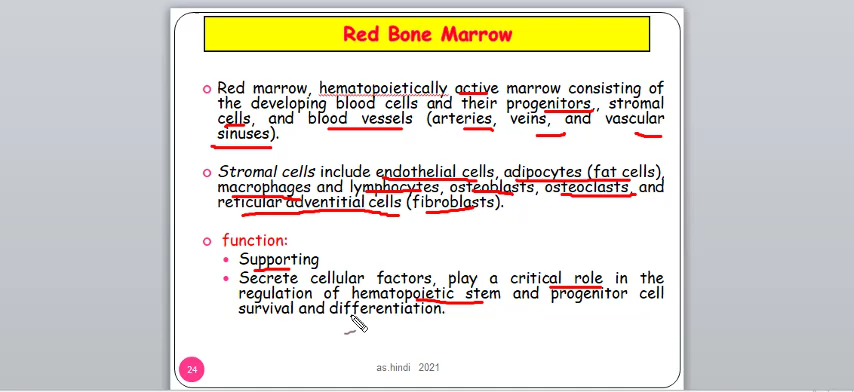 Red Bone Marrow
Red marrow, hematopoietically active marrow consisting of
the developing blood cells and their progenitors,, stromal
cells, and blood vessels (arteries, veins, and vascular
sinuses).
Stromal cells include endothelial cells, adipocytes (fat cells),
macrophages and lymphocytes, osteoblasts, osteoclasts, and
reticular adventitial cells (fibroblasts).
function:
Supporting
Secrete cellular factors, play a critical role in the
regulation of hematopoietic stem and progenitor cell
survival and differentiation.
24
as.hindi 2021